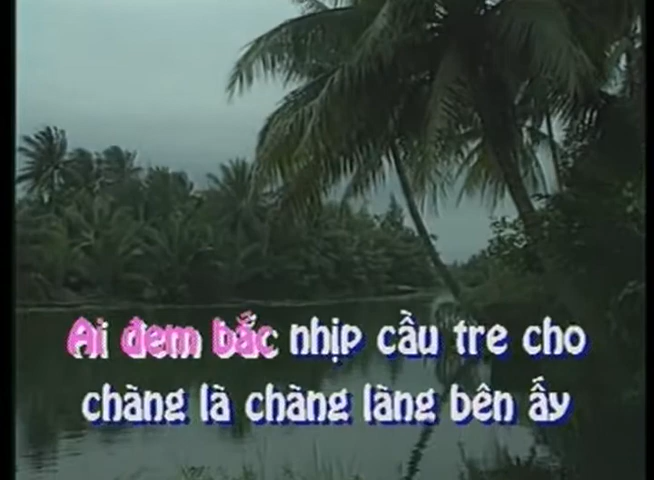 Ai đem bắc nhịp cầu tre cho
chàng là chàng làng bên ấy